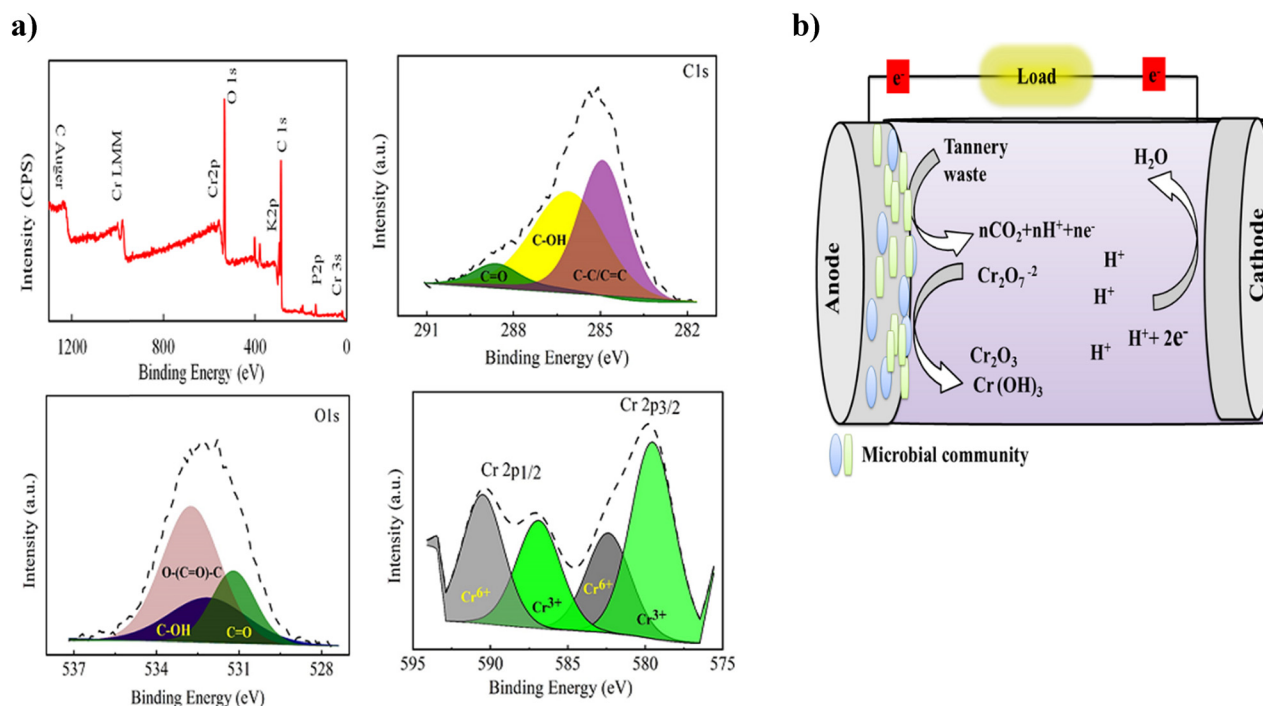 a)
C Auger
Cr LMM
Cr2p
O 1s
K2p
C 1s
P2p
Cr 3s
Intensity (CPS)
1200 800 400 0
Binding Energy (eV)
C1s
C=O
C-OH
C-C/C=C
Intensity (a.u.)
291 288 285 282
Binding Energy (eV)
O1s
O-(C=O)-C
C-OH
C=O
Intensity (a.u.)
537 534 531 528
Binding Energy (eV)
Cr 2p3/2
Cr 2p1/2
Cr6+
Cr3+
Cr6+
Cr3+
Intensity (a.u.)
595 590 585 580 575
Binding Energy (eV)
b)
e-
Load
e-
Anode
Tannery
waste
nCO2+nH++ne-
Cr2O7-2
Cr2O3
Cr(OH)3
H+
H+
H+
H2O
H++ 2e-
Cathode
Microbial community